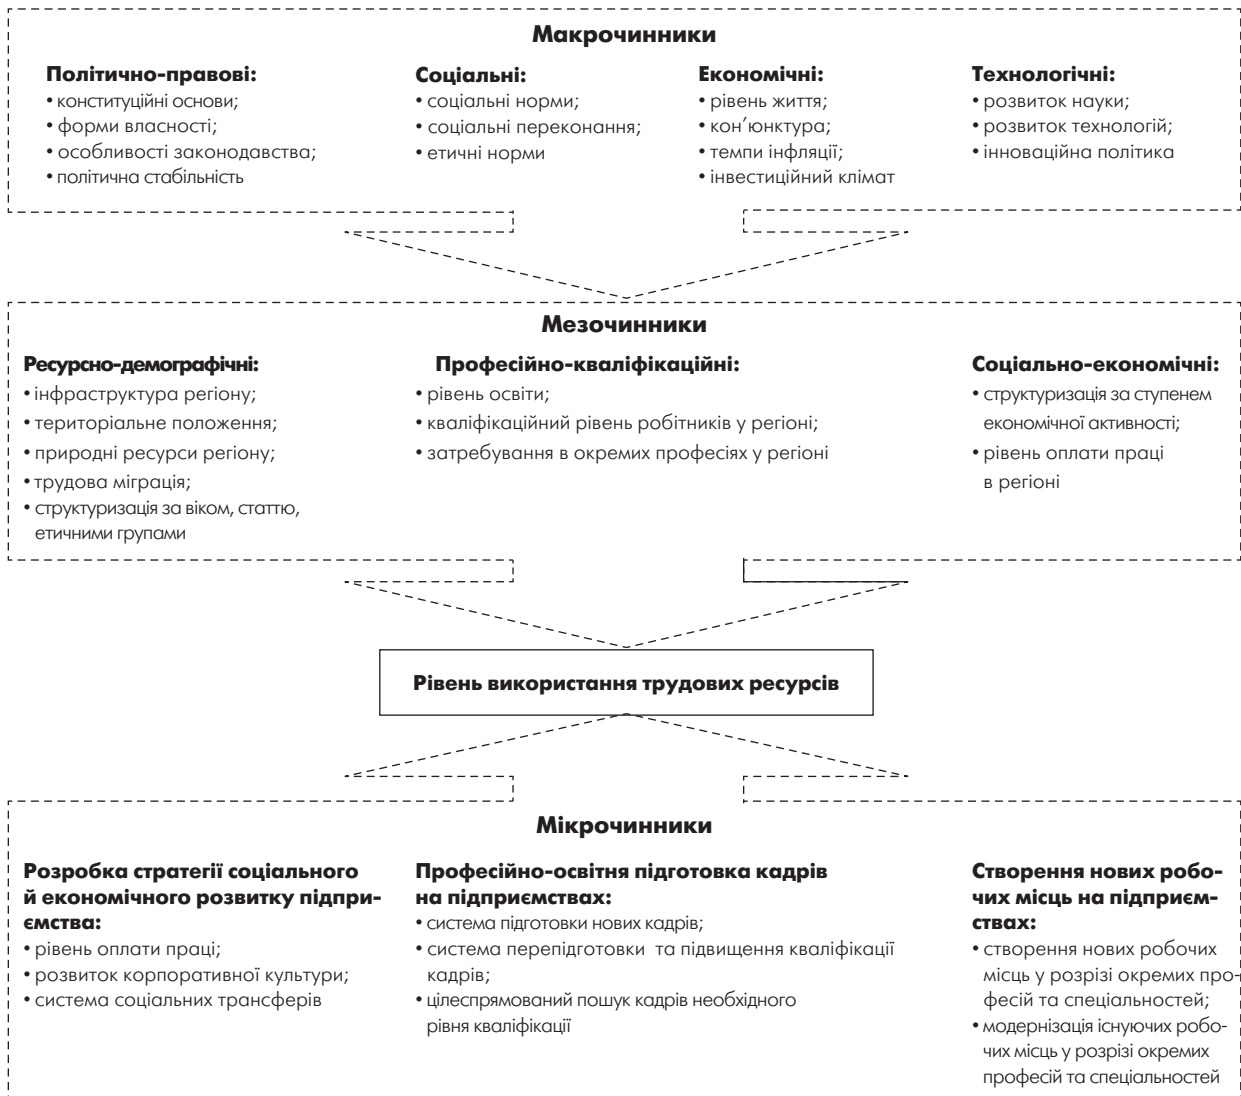 Макрочинники
Політично-правові:
• конституційні основи;
• форми власності;
• особливості законодавства;
• політична стабільність
Соціальні:
• соціальні норми;
• соціальні переконання;
• етичні норми
Економічні:
• рівень життя;
• кон’юнктура;
• темпи інфляції;
• інвестиційний клімат
Технологічні:
• розвиток науки;
• розвиток технологій;
• інноваційна політика
Мезочинники
Ресурсно-демографічні:
• інфраструктура регіону;
• територіальне положення;
• природні ресурси регіону;
• трудова міграція;
• структуризація за віком, статтю,
етичними групами
Професійно-кваліфікаційні:
• рівень освіти;
• кваліфікаційний рівень робітників у регіоні;
• затребування в окремих професіях у регіоні
Соціально-економічні:
• структуризація за ступенем
економічної активності;
• рівень оплати праці
в регіоні
Рівень використання трудових ресурсів
Мікрочинники
Розробка стратегії соціального
й економічного розвитку підпри-
ємства:
• рівень оплати праці;
• розвиток корпоративної культури;
• система соціальних трансферів
Професійно-освітня підготовка кадрів
на підприємствах:
• система підготовки нових кадрів;
• система перепідготовки та підвищення кваліфікації
кадрів;
• цілеспрямований пошук кадрів необхідного
рівня кваліфікації
Створення нових робо-
чих місць на підприєм-
ствах:
• створення нових робочих
місць у розрізі окремих про-
фесій та спеціальностей;
• модернізація існуючих робо-
чих місць у розрізі окремих
професій та спеціальностей